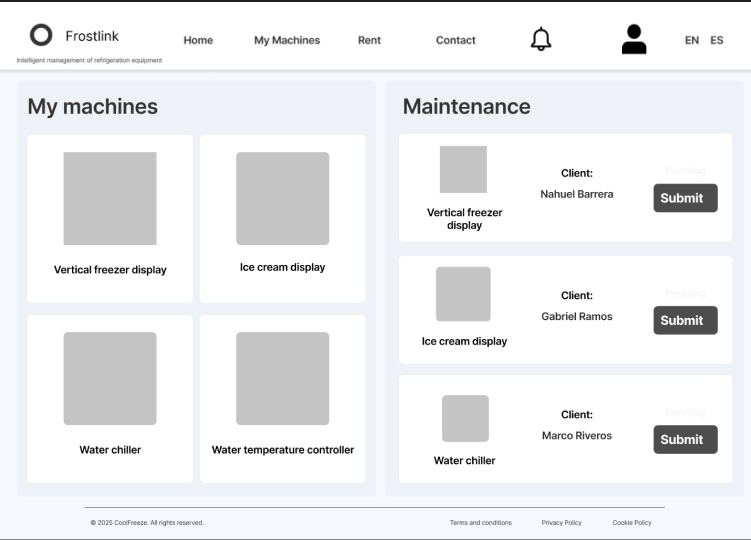 Frostlink
Intelligent management of refrigeration equipment
Home My Machines Rent Contact EN ES
My machines
Vertical freezer display
Ice cream display
Water chiller
Water temperature controller
Maintenance
Vertical freezer
display
Client:
Nahuel Barrera
Pending
Submit
Ice cream display
Client:
Gabriel Ramos
Pending
Submit
Water chiller
Client:
Marco Riveros
Pending
Submit
© 2025 CoolFreeze. All rights reserved.
Terms and conditions Privacy Policy Cookie Policy